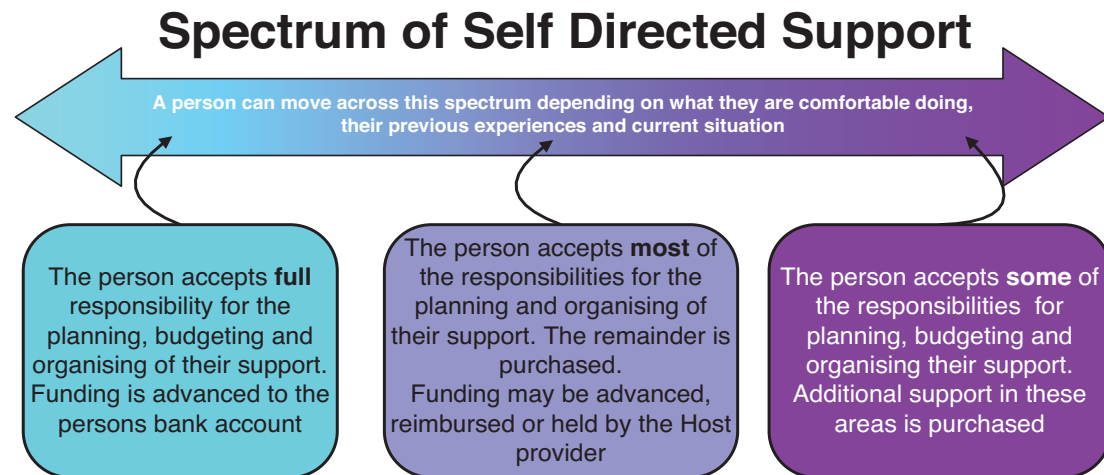 Spectrum of Self Directed Support
A person can move across this spectrum depending on what they are comfortable doing,
their previous experiences and current situation
The person accepts full
responsibility for the
planning, budgeting and
organising of their support.
Funding is advanced to the
persons bank account
The person accepts most of
the responsibilities for the
planning and organising of
their support. The remainder is
purchased.
Funding may be advanced,
reimbursed or held by the Host
provider
The person accepts some of
the responsibilities for
planning, budgeting and
organising their support.
Additional support in these
areas is purchased